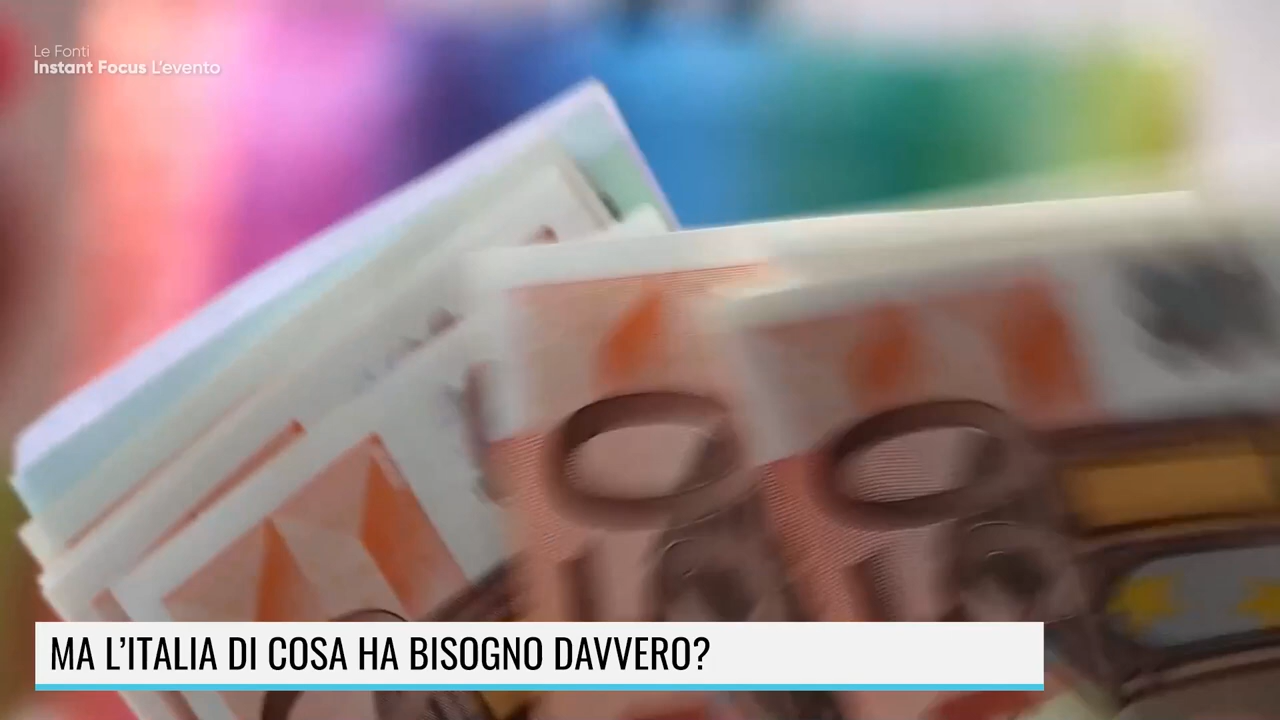 Le Fonti
Instant Focus L'evento
MA L'ITALIA DI COSA HA BISOGNO DAVVERO?